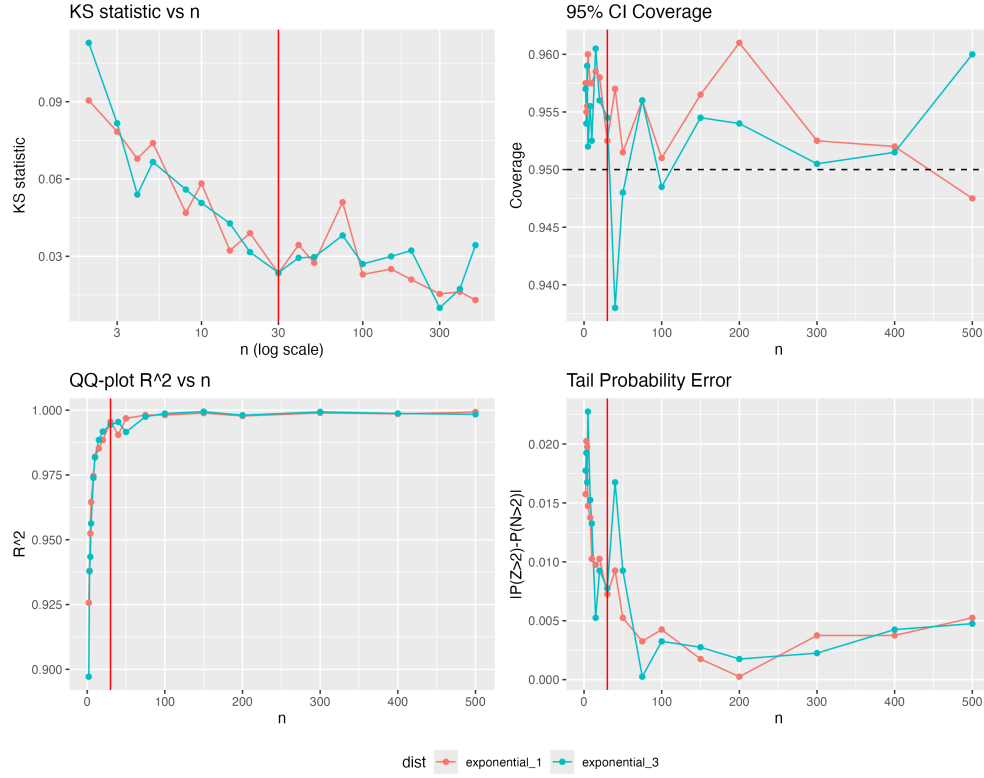 KS statistic vs n
KS statistic
0.09
0.06
0.03
3
10
30
100
300
n (log scale)
95% CI Coverage
Coverage
0.960
0.955
0.950
0.945
0.940
0
100
200
300
400
500
n
QQ-plot R^2 vs n
R^2
1.000
0.975
0.950
0.925
0.900
0
100
200
300
400
500
n
Tail Probability Error
|P(Z>2)-P(N>2)|
0.020
0.015
0.010
0.005
0.000
0
100
200
300
400
500
n
dist
exponential_1
exponential_3